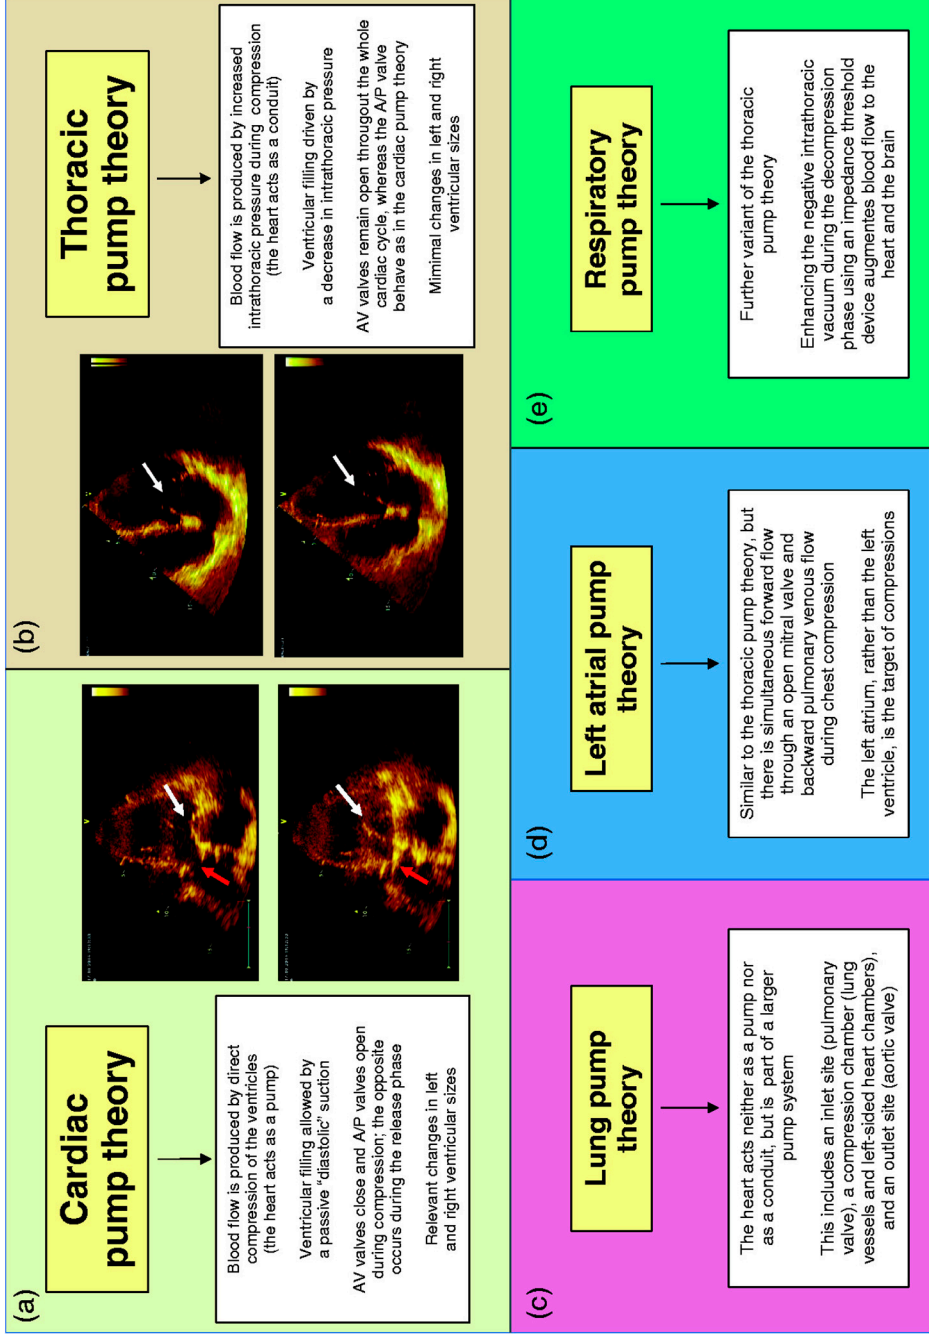 (a)
Cardiac
pump theory
Blood flow is produced by direct
compression of the ventricles
(the heart acts as a pump)
Ventricular filling allowed by
a passive “diastolic” suction
AV valves close and A/P valves open
during compression; the opposite
occurs during the release phase
Relevant changes in left
and right ventricular sizes
V
(b)
Thoracic
pump theory
Blood flow is produced by increased
intrathoracic pressure during compression
(the heart acts as a conduit)
Ventricular filling driven by
a decrease in intrathoracic pressure
AV valves remain open througout the whole
cardiac cycle, whereas the A/P valve
behave as in the cardiac pump theory
Mimimal changes in left and right
ventricular sizes
V
(c)
Lung pump
theory
The heart acts neither as a pump nor
as a conduit, but is part of a larger
pump system
This includes an inlet site (pulmonary
valve), a compression chamber (lung
vessels and left-sided heart chambers),
and an outlet site (aortic valve)
(d)
Left atrial pump
theory
Similar to the thoracic pump theory, but
there is simultaneous forward flow
through an open mitral valve and
backward pulmonary venous flow
during chest compression
The left atrium, rather than the left
ventricle, is the target of compressions
(e)
Respiratory
pump theory
Further variant of the thoracic
pump theory
Enhancing the negative intrathoracic
vacuum during the decompression
phase using an impedance threshold
device augmentes blood flow to the
heart and the brain